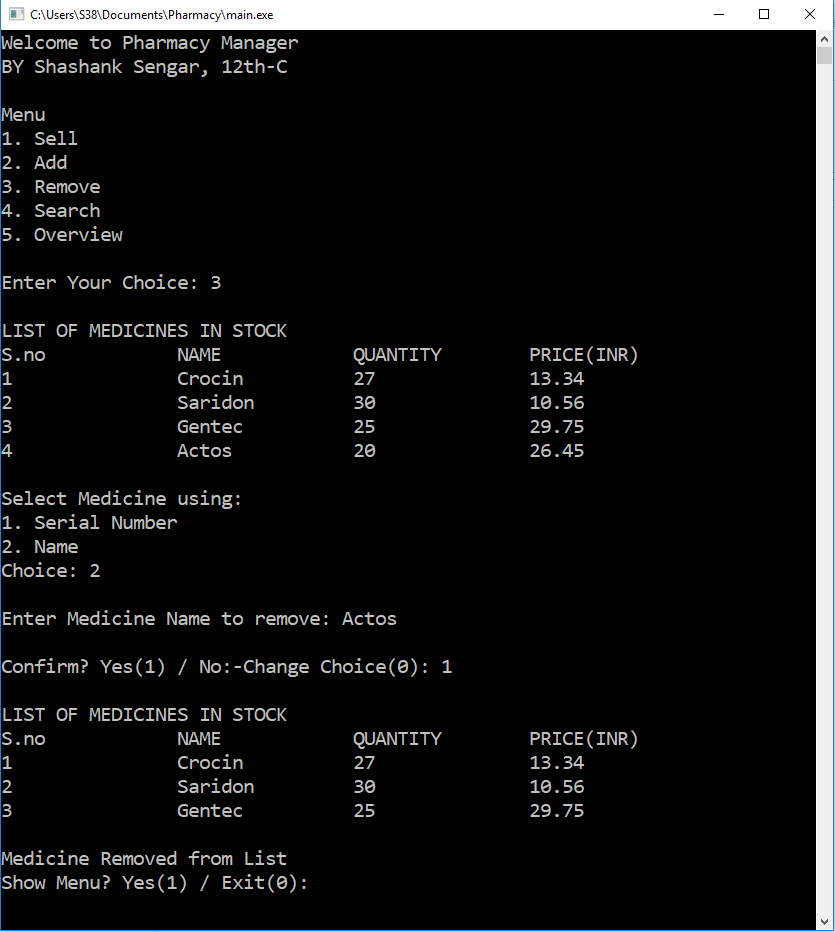 C:\Users\S38\Documents\Pharmacy\main.exe
Welcome to Pharmacy Manager
BY Shashank Sengar, 12th-C
Menu
1. Sell
2. Add
3. Remove
4. Search
5. Overview
Enter Your Choice: 3
LIST OF MEDICINES IN STOCK
S.no NAME QUANTITY PRICE(INR)
1 Crocin 27 13.34
2 Saridon 30 10.56
3 Gentec 25 29.75
4 Actos 20 26.45
Select Medicine using:
1. Serial Number
2. Name
Choice: 2
Enter Medicine Name to remove: Actos
Confirm? Yes(1) / No:-Change Choice(0): 1
LIST OF MEDICINES IN STOCK
S.no NAME QUANTITY PRICE(INR)
1 Crocin 27 13.34
2 Saridon 30 10.56
3 Gentec 25 29.75
Medicine Removed from List
Show Menu? Yes(1) / Exit(0):